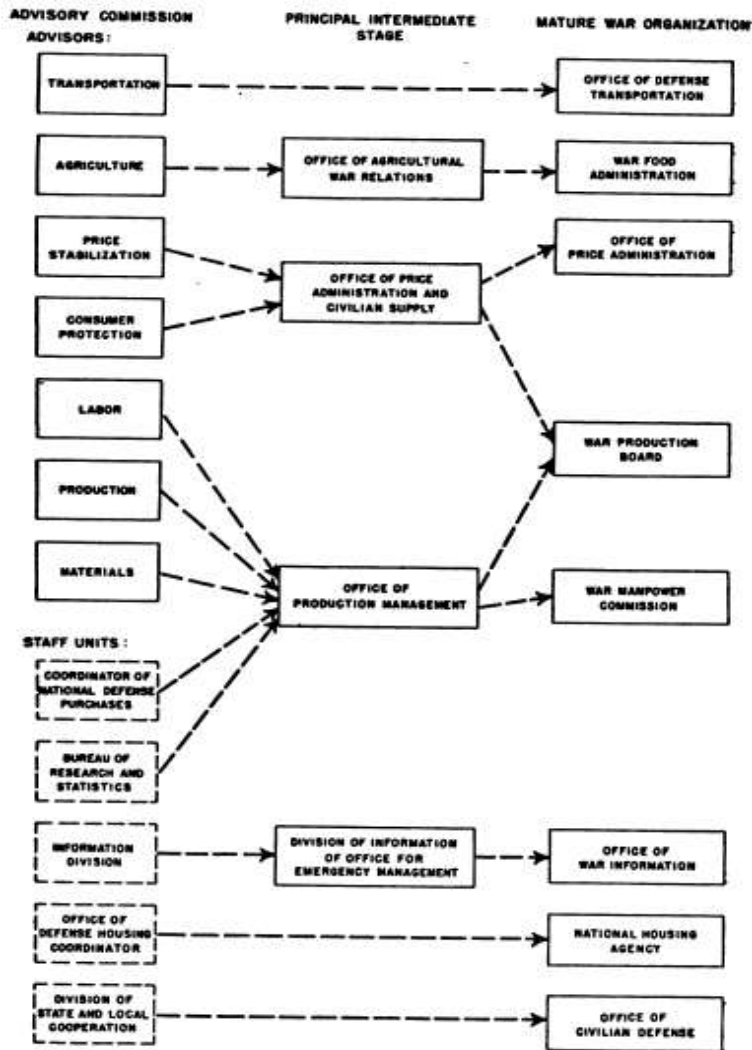 ADVISORY COMMISSION
ADVISORS:
PRINCIPAL INTERMEDIATE
STAGE
MATURE WAR ORGANIZATION
TRANSPORTATION
OFFICE OF DEFENSE
TRANSPORTATION
AGRICULTURE
OFFICE OF AGRICULTURAL
WAR RELATIONS
WAR FOOD
ADMINISTRATION
PRICE
STABILIZATION
OFFICE OF PRICE
ADMINISTRATION AND
CIVILIAN SUPPLY
OFFICE OF
PRICE ADMINISTRATION
CONSUMER
PROTECTION
LABOR
WAR PRODUCTION
BOARD
PRODUCTION
MATERIALS
OFFICE OF
PRODUCTION MANAGEMENT
WAR MANPOWER
COMMISSION
STAFF UNITS:
COORDINATOR OF
NATIONAL DEFENSE
PURCHASES
BUREAU OF
RESEARCH AND
STATISTICS
INFORMATION
DIVISION
DIVISION OF INFORMATION
OF OFFICE FOR
EMERGENCY MANAGEMENT
OFFICE OF
WAR INFORMATION
OFFICE OF
DEFENSE HOUSING
COORDINATOR
NATIONAL HOUSING
AGENCY
DIVISION OF
STATE AND LOCAL
COOPERATION
OFFICE OF
CIVILIAN DEFENSE